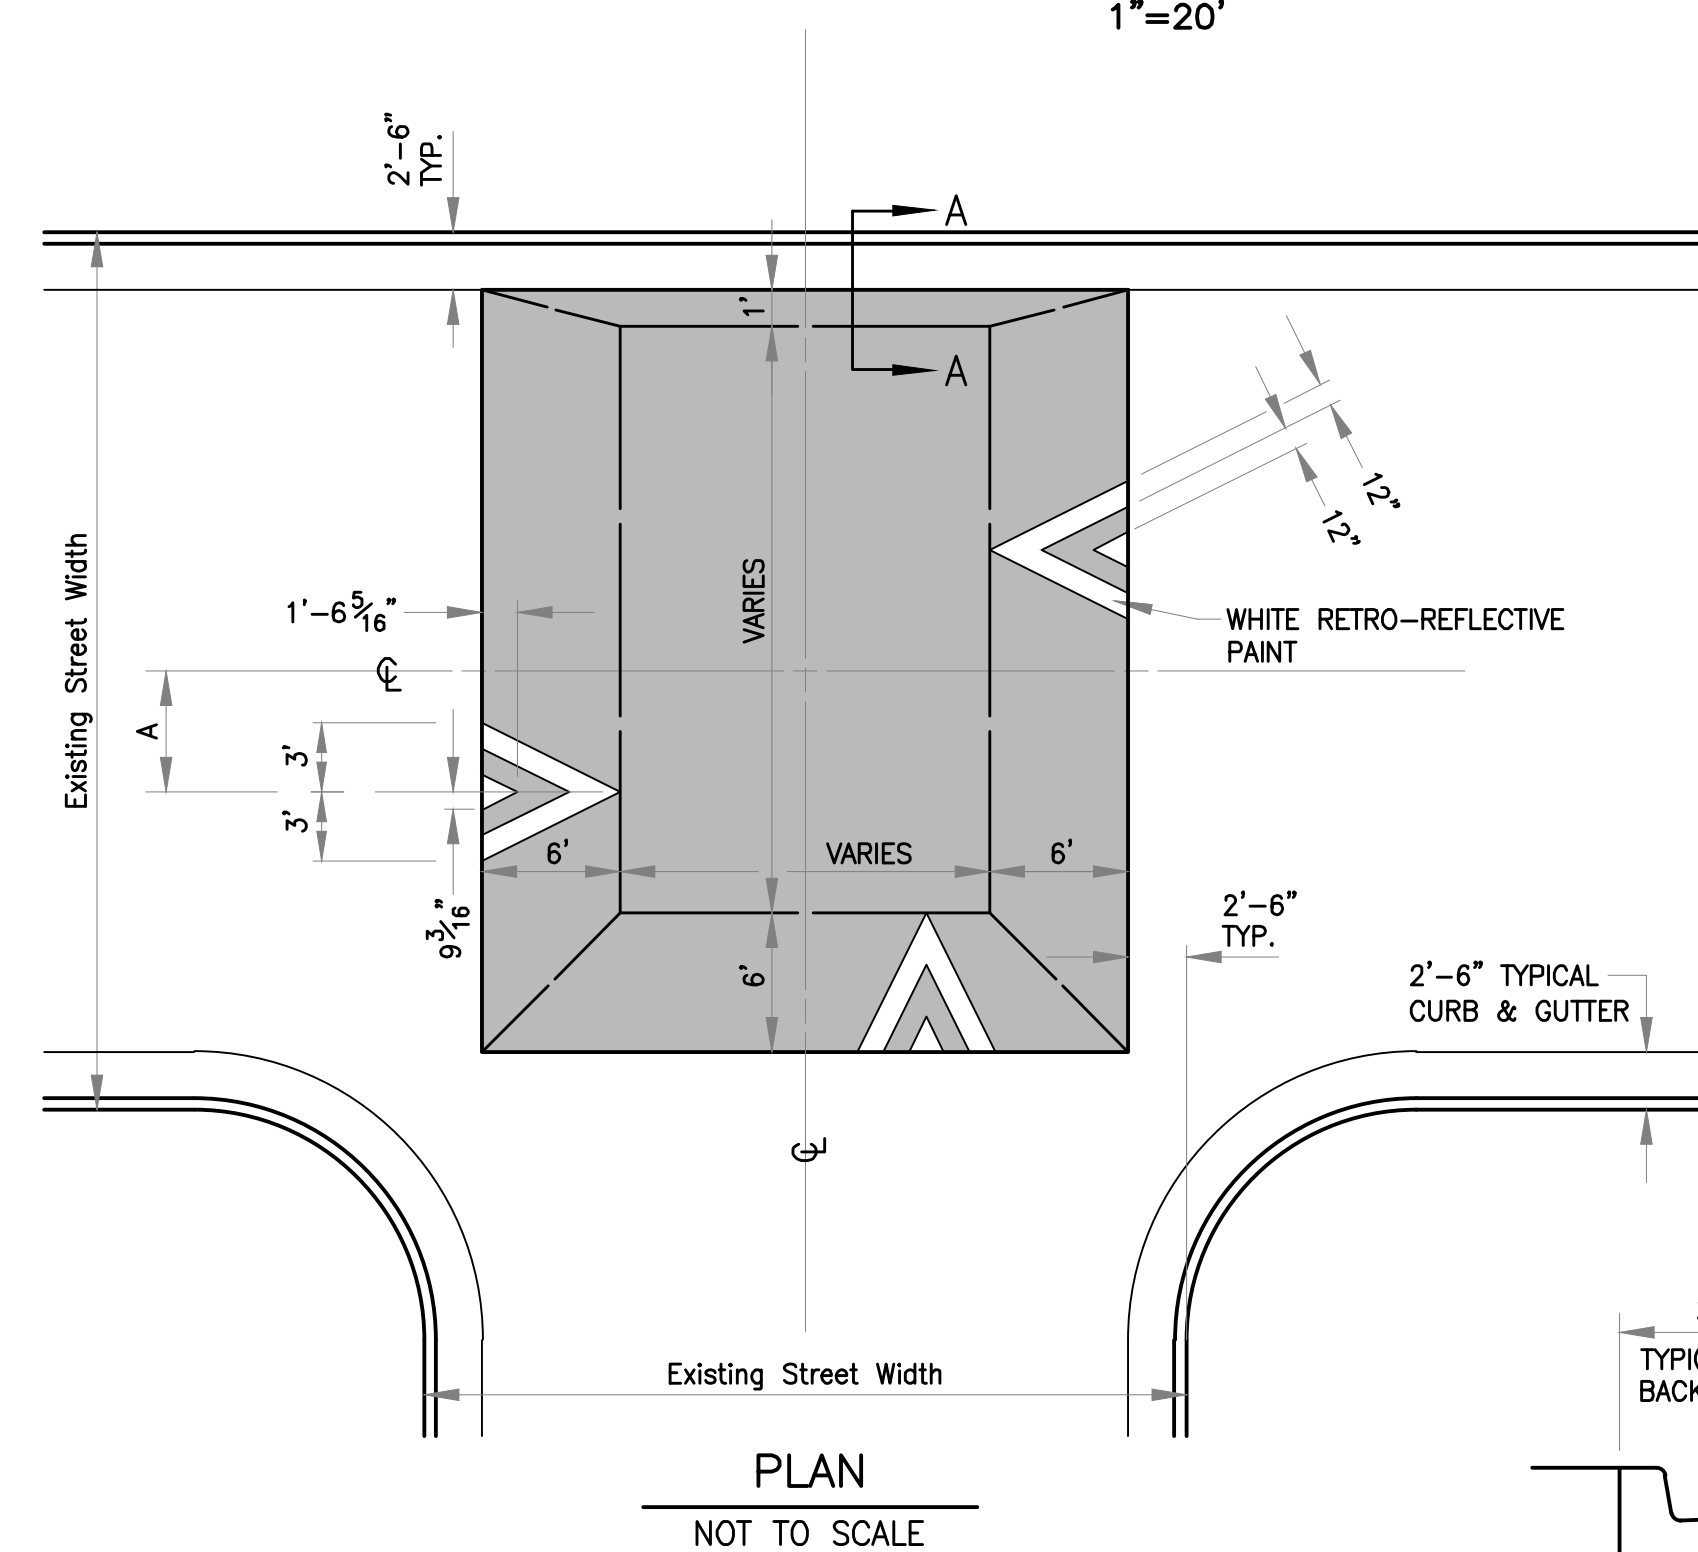 1"=20'
2'-6"
TYP.
A
1'
A
12"
12"
VARIES
1'-6 5/16"
WHITE RETRO-REFLECTIVE
PAINT
Existing Street Width
℄
A
3'
3'
6'
VARIES
6'
9 3/16"
2'-6"
TYP.
6'
2'-6" TYPICAL
CURB & GUTTER
℄
Existing Street Width
BACK
PLAN
NOT TO SCALE